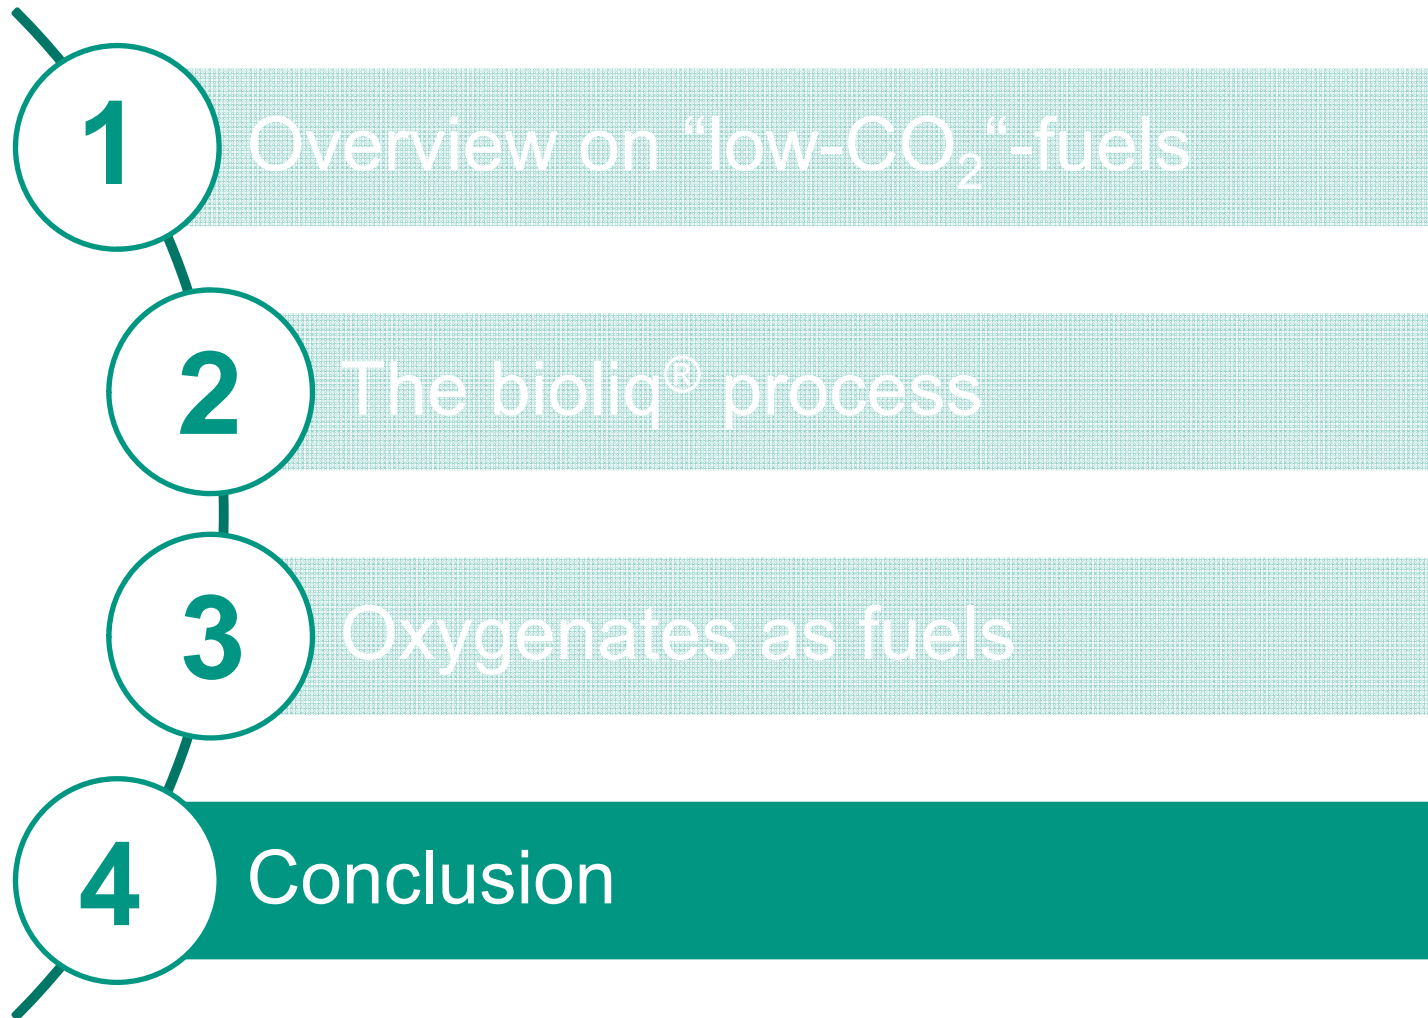 1 Overview on “low-CO₂“-fuels
2 The bioliq® process
3 Oxygenates as fuels
4 Conclusion